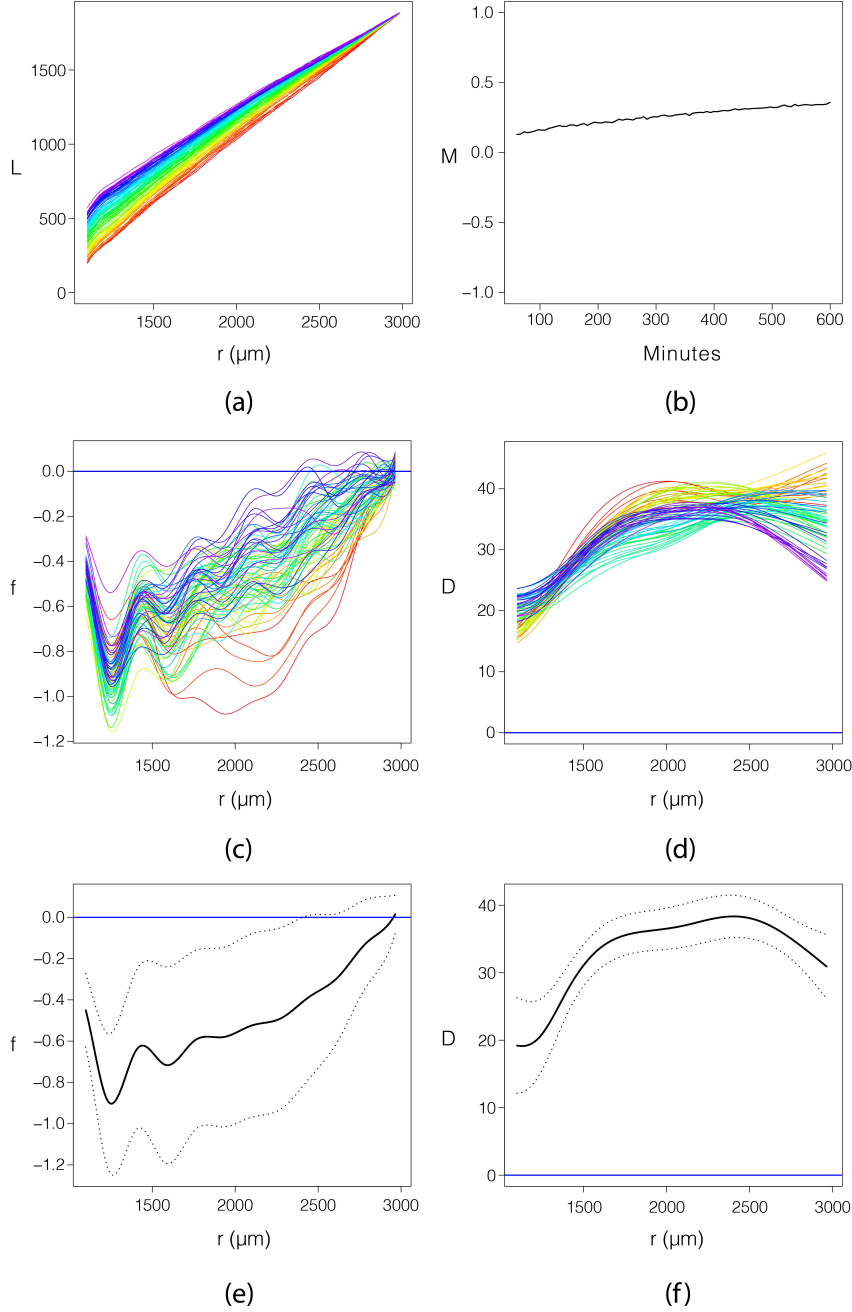 1500
1000
500
0
L
1500 2000 2500 3000
r (µm)
(a)
1.0
0.5
0.0
−0.5
−1.0
M
100 200 300 400 500 600
Minutes
(b)
0.0
−0.2
−0.4
−0.6
−0.8
−1.0
−1.2
f
1500 2000 2500 3000
r (µm)
(c)
40
30
20
10
0
D
1500 2000 2500 3000
r (µm)
(d)
0.0
−0.2
−0.4
−0.6
−0.8
−1.0
−1.2
f
1500 2000 2500 3000
r (µm)
(e)
40
30
20
10
0
D
1500 2000 2500 3000
r (µm)
(f)